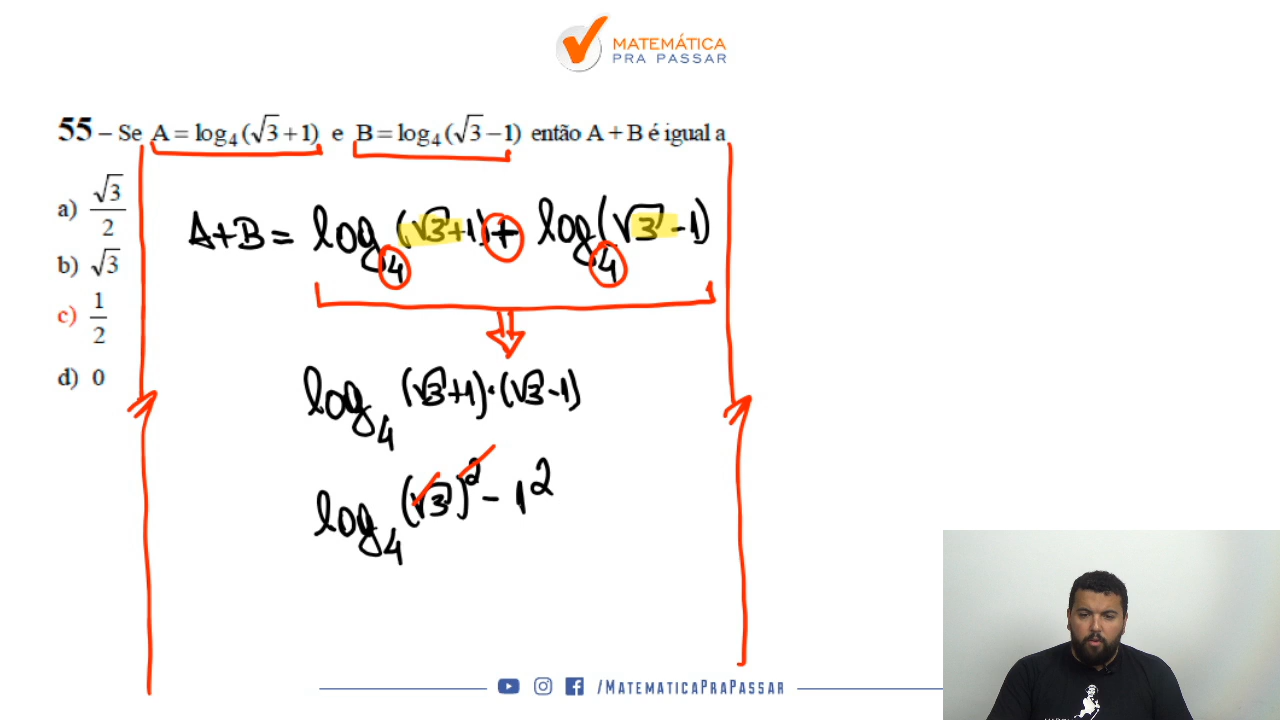 MATEMÁTICA
PRA PASSAR
55 – Se A = log₄(√3+1) e B = log₄(√3−1) então A + B é igual a
a) √3/2
b) √3
c) 1/2
d) 0
A+B = log₄(√3+1) + log₄(√3-1)
log₄ (√3+1)·(√3-1)
log₄ (√3)² - 1²
/MatematicaPraPassar